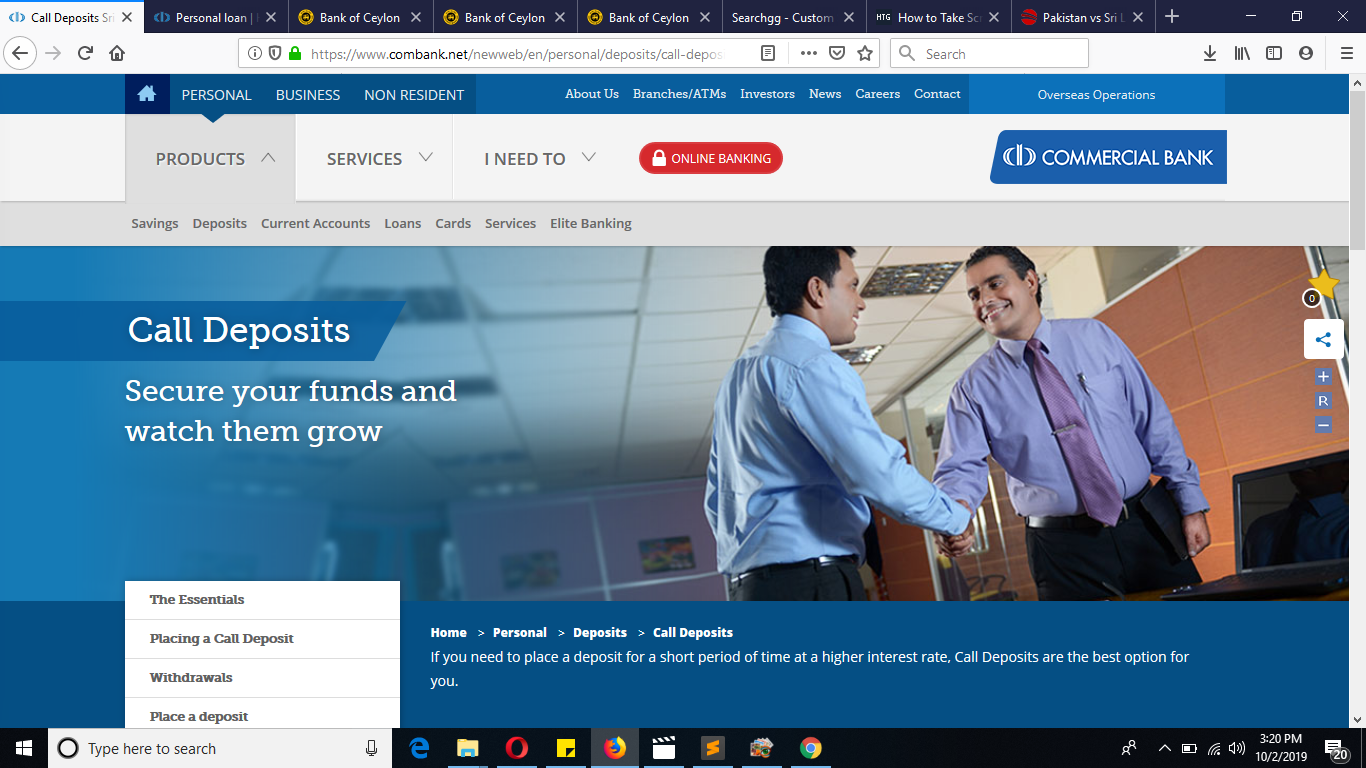 Call Deposits Sri
Personal loan |
Bank of Ceylon
Bank of Ceylon
Bank of Ceylon
Searchgg - Custom
HTG How to Take Scr
Pakistan vs Sri L
https://www.combank.net/newweb/en/personal/deposits/call-depos
Search
PERSONAL BUSINESS NON RESIDENT
About Us Branches/ATMs Investors News Careers Contact
Overseas Operations
PRODUCTS SERVICES I NEED TO
ONLINE BANKING
COMMERCIAL BANK
Savings Deposits Current Accounts Loans Cards Services Elite Banking
Call Deposits
Secure your funds and
watch them grow
0
+
R
−
The Essentials
Placing a Call Deposit
Withdrawals
Place a deposit
Home > Personal > Deposits > Call Deposits
If you need to place a deposit for a short period of time at a higher interest rate, Call Deposits are the best option for
you.
Type here to search
3:20 PM
10/2/2019
20